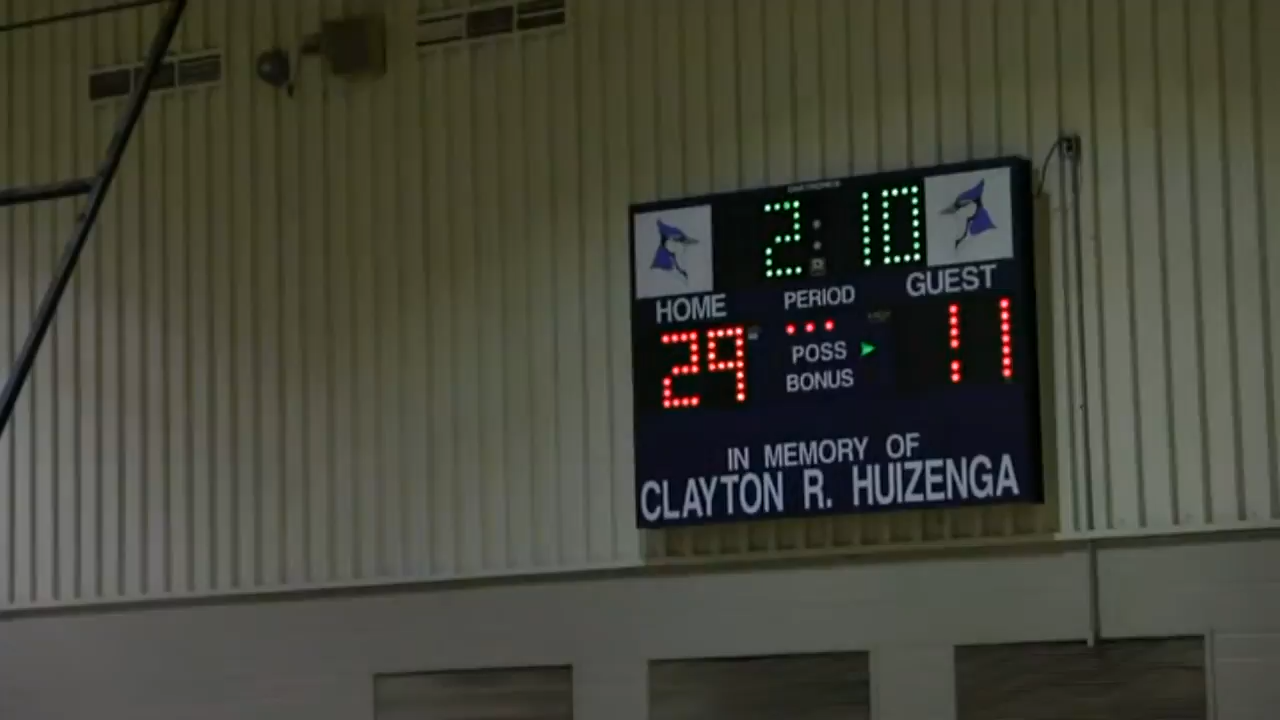 2:10
HOME
PERIOD
GUEST
29
11
POSS
BONUS
IN MEMORY OF
CLAYTON R. HUIZENGA